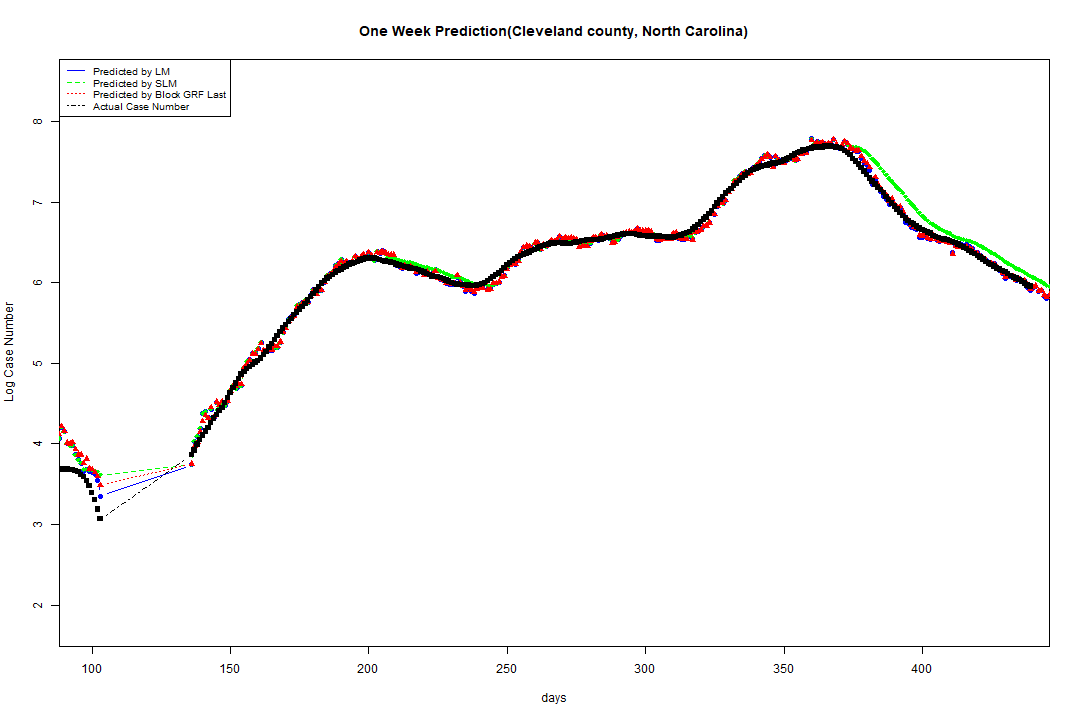 One Week Prediction(Cleveland county, North Carolina)
Predicted by LM
Predicted by SLM
Predicted by Block GRF Last
Actual Case Number
8
7
6
5
4
3
2
Log Case Number
100 150 200 250 300 350 400
days